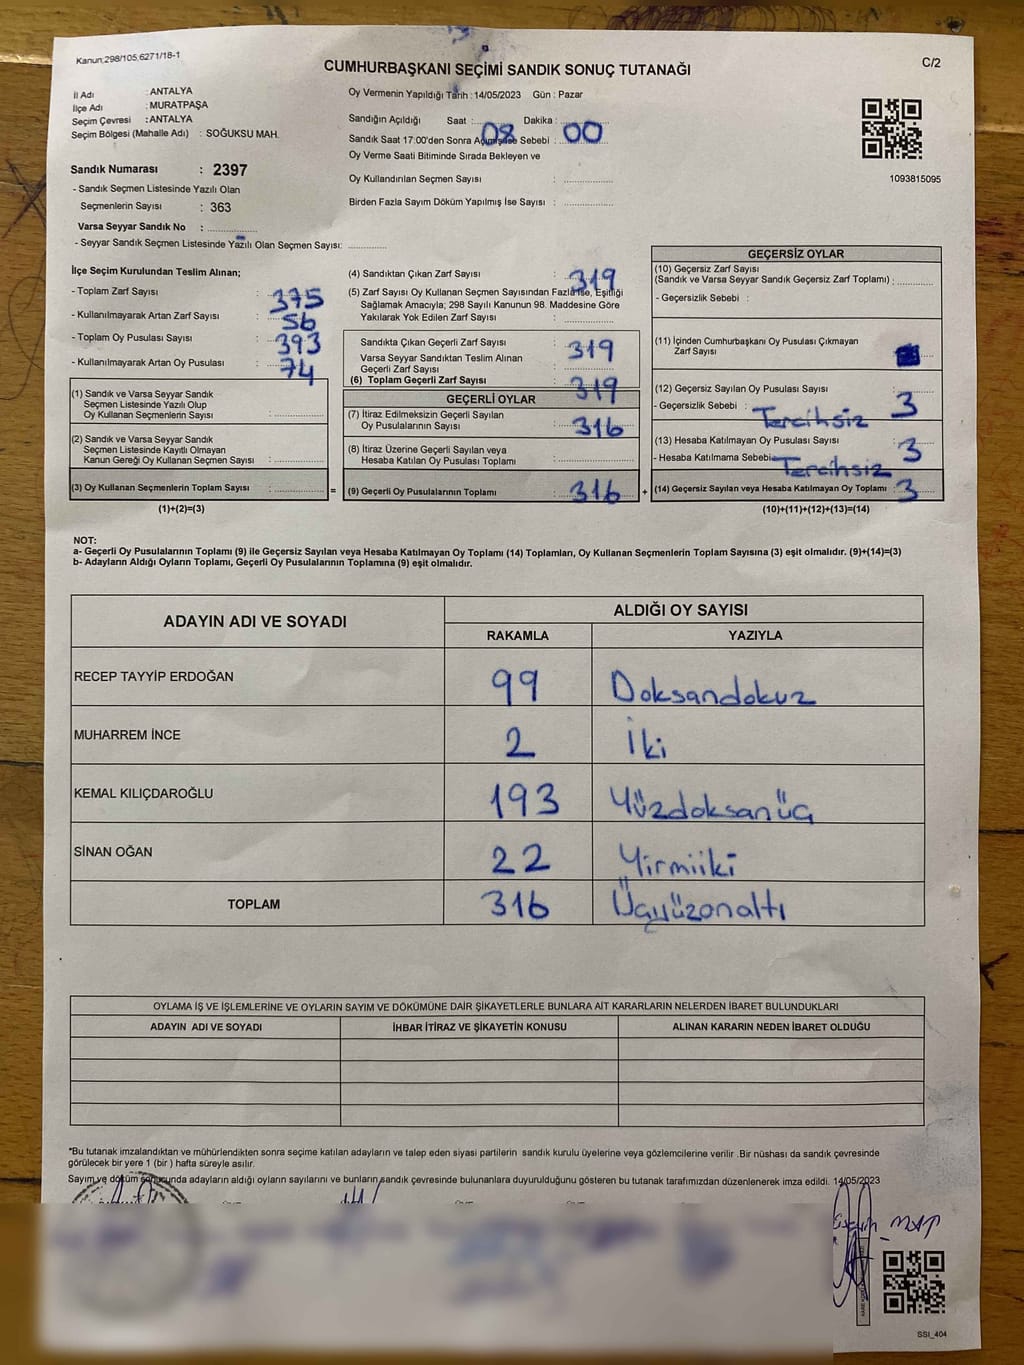 Kanun;298/105;6271/18-1
C/2
CUMHURBAŞKANI SEÇİMİ SANDIK SONUÇ TUTANAĞI
İl Adı : ANTALYA
İlçe Adı : MURATPAŞA
Seçim Çevresi : ANTALYA
Seçim Bölgesi (Mahalle Adı) : SOĞUKSU MAH.
Sandık Numarası : 2397
- Sandık Seçmen Listesinde Yazılı Olan
Seçmenlerin Sayısı : 363
Varsa Seyyar Sandık No :
- Seyyar Sandık Seçmen Listesinde Yazılı Olan Seçmen Sayısı:
Oy Vermenin Yapıldığı Tarih : 14/05/2023 Gün : Pazar
Sandığın Açıldığı Saat : 08 Dakika : 00
Sandık Saat 17:00'den Sonra Açılmışsa Sebebi :
Oy Verme Saati Bitiminde Sırada Bekleyen ve
Oy Kullandırılan Seçmen Sayısı :
Birden Fazla Sayım Döküm Yapılmış İse Sayısı :
1093815095
İlçe Seçim Kurulundan Teslim Alınan;
- Toplam Zarf Sayısı : 375
- Kullanılmayarak Artan Zarf Sayısı : 56
- Toplam Oy Pusulası Sayısı : 393
- Kullanılmayarak Artan Oy Pusulası : 74
(1) Sandık ve Varsa Seyyar Sandık
Seçmen Listesinde Yazılı Olup
Oy Kullanan Seçmenlerin Sayısı :
(2) Sandık ve Varsa Seyyar Sandık
Seçmen Listesinde Kayıtlı Olmayan
Kanun Gereği Oy Kullanan Seçmen Sayısı :
(3) Oy Kullanan Seçmenlerin Toplam Sayısı : =
(1)+(2)=(3)
(4) Sandıktan Çıkan Zarf Sayısı : 319
(5) Zarf Sayısı Oy Kullanan Seçmen Sayısından Fazla İse, Eşitliği
Sağlamak Amacıyla; 298 Sayılı Kanunun 98. Maddesine Göre
Yakılarak Yok Edilen Zarf Sayısı :
Sandıkta Çıkan Geçerli Zarf Sayısı : 319
Varsa Seyyar Sandıktan Teslim Alınan
Geçerli Zarf Sayısı :
(6) Toplam Geçerli Zarf Sayısı : 319
GEÇERLİ OYLAR
(7) İtiraz Edilmeksizin Geçerli Sayılan
Oy Pusulalarının Sayısı : 316
(8) İtiraz Üzerine Geçerli Sayılan veya
Hesaba Katılan Oy Pusulası Toplamı :
(9) Geçerli Oy Pusulalarının Toplamı : 316 +
GEÇERSİZ OYLAR
(10) Geçersiz Zarf Sayısı
(Sandık ve Varsa Seyyar Sandık Geçersiz Zarf Toplamı) :
- Geçersizlik Sebebi :
(11) İçinden Cumhurbaşkanı Oy Pusulası Çıkmayan
Zarf Sayısı :
(12) Geçersiz Sayılan Oy Pusulası Sayısı : 3
- Geçersizlik Sebebi : Tercihsiz
(13) Hesaba Katılmayan Oy Pusulası Sayısı : 3
- Hesaba Katılmama Sebebi Tercihsiz
(14) Geçersiz Sayılan veya Hesaba Katılmayan Oy Toplamı : 3
(10)+(11)+(12)+(13)=(14)
NOT:
a- Geçerli Oy Pusulalarının Toplamı (9) ile Geçersiz Sayılan veya Hesaba Katılmayan Oy Toplamı (14) Toplamları, Oy Kullanan Seçmenlerin Toplam Sayısına (3) eşit olmalıdır. (9)+(14)=(3)
b- Adayların Aldığı Oyların Toplamı, Geçerli Oy Pusulalarının Toplamına (9) eşit olmalıdır.
ADAYIN ADI VE SOYADI
ALDIĞI OY SAYISI
RAKAMLA YAZIYLA
RECEP TAYYİP ERDOĞAN 99 Doksandokuz
MUHARREM İNCE 2 İki
KEMAL KILIÇDAROĞLU 193 Yüzdoksanüç
SİNAN OĞAN 22 Yirmiiki
TOPLAM 316 Üçyüzonaltı
OYLAMA İŞ VE İŞLEMLERİNE VE OYLARIN SAYIM VE DÖKÜMÜNE DAİR ŞİKAYETLERLE BUNLARA AİT KARARLARIN NELERDEN İBARET BULUNDUKLARI
ADAYIN ADI VE SOYADI İHBAR İTİRAZ VE ŞİKAYETİN KONUSU ALINAN KARARIN NEDEN İBARET OLDUĞU
*Bu tutanak imzalandıktan ve mühürlendikten sonra seçime katılan adayların ve talep eden siyasi partilerin sandık kurulu üyelerine veya gözlemcilerine verilir .Bir nüshası da sandık çevresinde
görülecek bir yere 1 (bir ) hafta süreyle asılır.
Sayım ve döküm sonucunda adayların aldığı oyların sayılarını ve bunların sandık çevresinde bulunanlara duyurulduğunu gösteren bu tutanak tarafımızdan düzenlenerek imza edildi. 14/05/2023
SSI_404